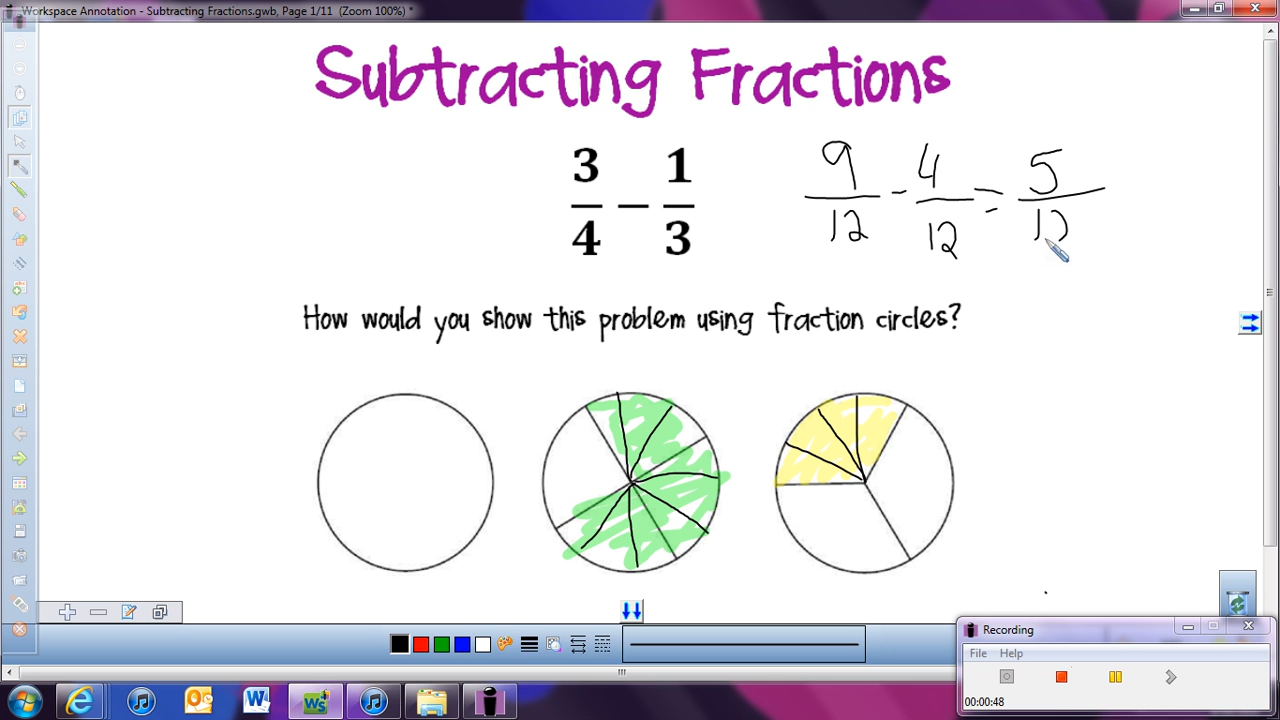 Workspace Annotation - Subtracting Fractions.gwb, Page 1/11 (Zoom 100%) *
Subtracting Fractions
3/4 − 1/3
9/12 - 4/12 = 5/12
How would you show this problem using fraction circles?
Recording
File Help
00:00:48